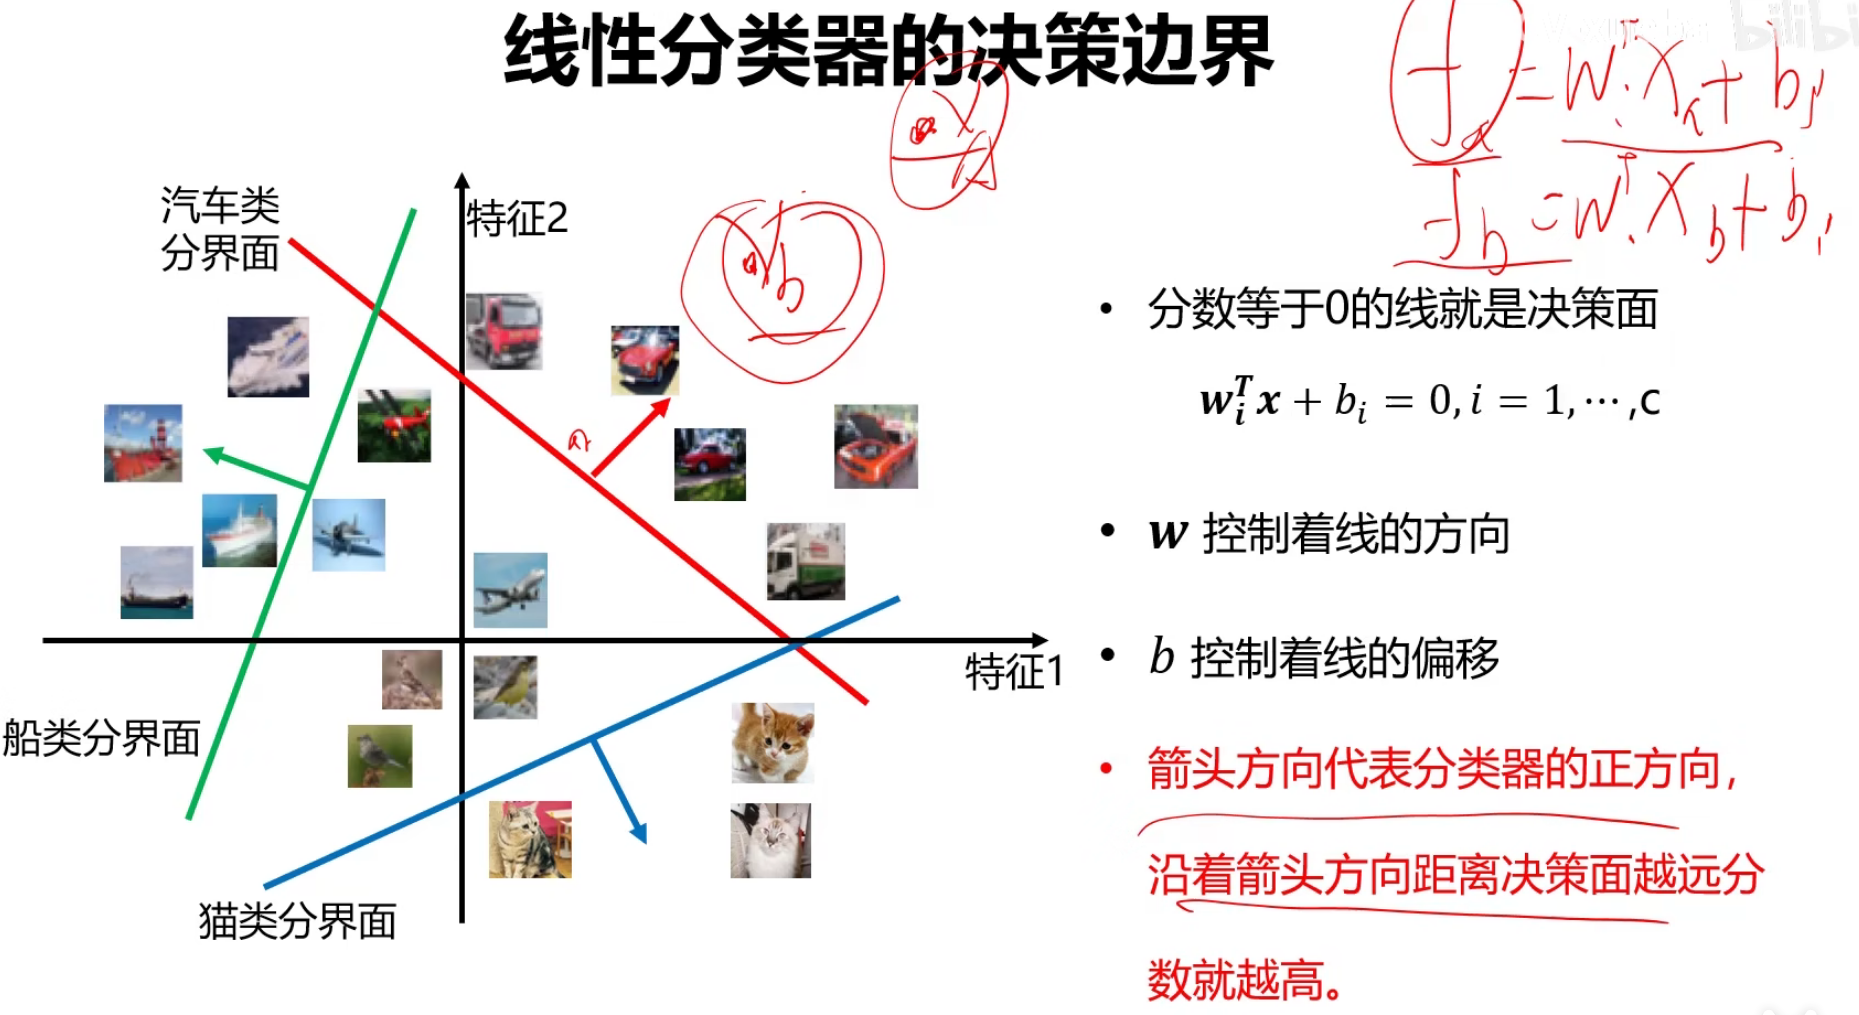 线性分类器的决策边界
bilibi
f_a = W_i^T X_a + b_i
f_b = W_i^T X_b + b_i
X_a
X_b
汽车类
分界面
特征2
特征1
船类分界面
猫类分界面
• 分数等于0的线就是决策面
w_i^T x + b_i = 0, i = 1, ⋯ ,c
• w 控制着线的方向
• b 控制着线的偏移
• 箭头方向代表分类器的正方向，
沿着箭头方向距离决策面越远分
数就越高。